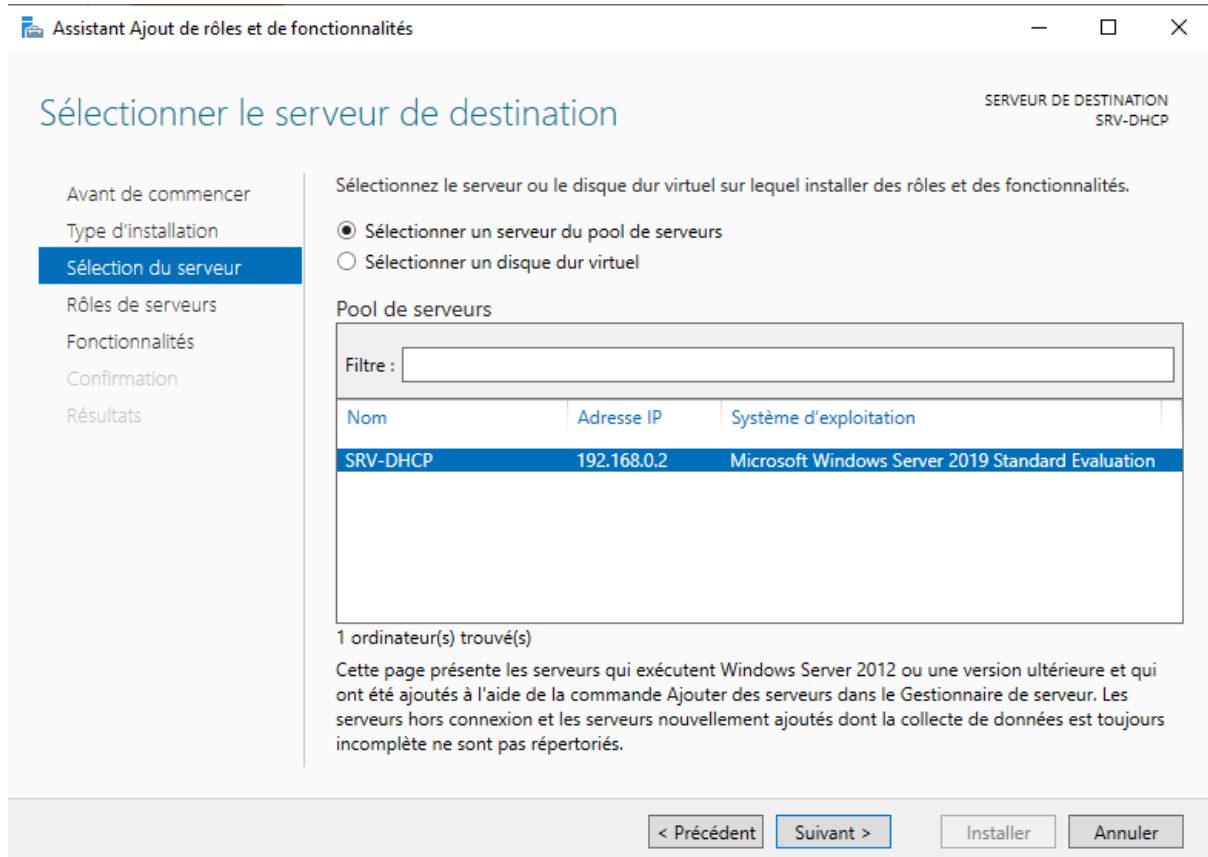 Assistant Ajout de rôles et de fonctionnalités
Sélectionner le serveur de destination
SERVEUR DE DESTINATION
SRV-DHCP
Avant de commencer
Type d'installation
Sélection du serveur
Rôles de serveurs
Fonctionnalités
Confirmation
Résultats
Sélectionnez le serveur ou le disque dur virtuel sur lequel installer des rôles et des fonctionnalités.
Sélectionner un serveur du pool de serveurs
Sélectionner un disque dur virtuel
Pool de serveurs
Filtre :
Nom Adresse IP Système d'exploitation
SRV-DHCP 192.168.0.2 Microsoft Windows Server 2019 Standard Evaluation
1 ordinateur(s) trouvé(s)
Cette page présente les serveurs qui exécutent Windows Server 2012 ou une version ultérieure et qui
ont été ajoutés à l'aide de la commande Ajouter des serveurs dans le Gestionnaire de serveur. Les
serveurs hors connexion et les serveurs nouvellement ajoutés dont la collecte de données est toujours
incomplète ne sont pas répertoriés.
< Précédent Suivant > Installer Annuler